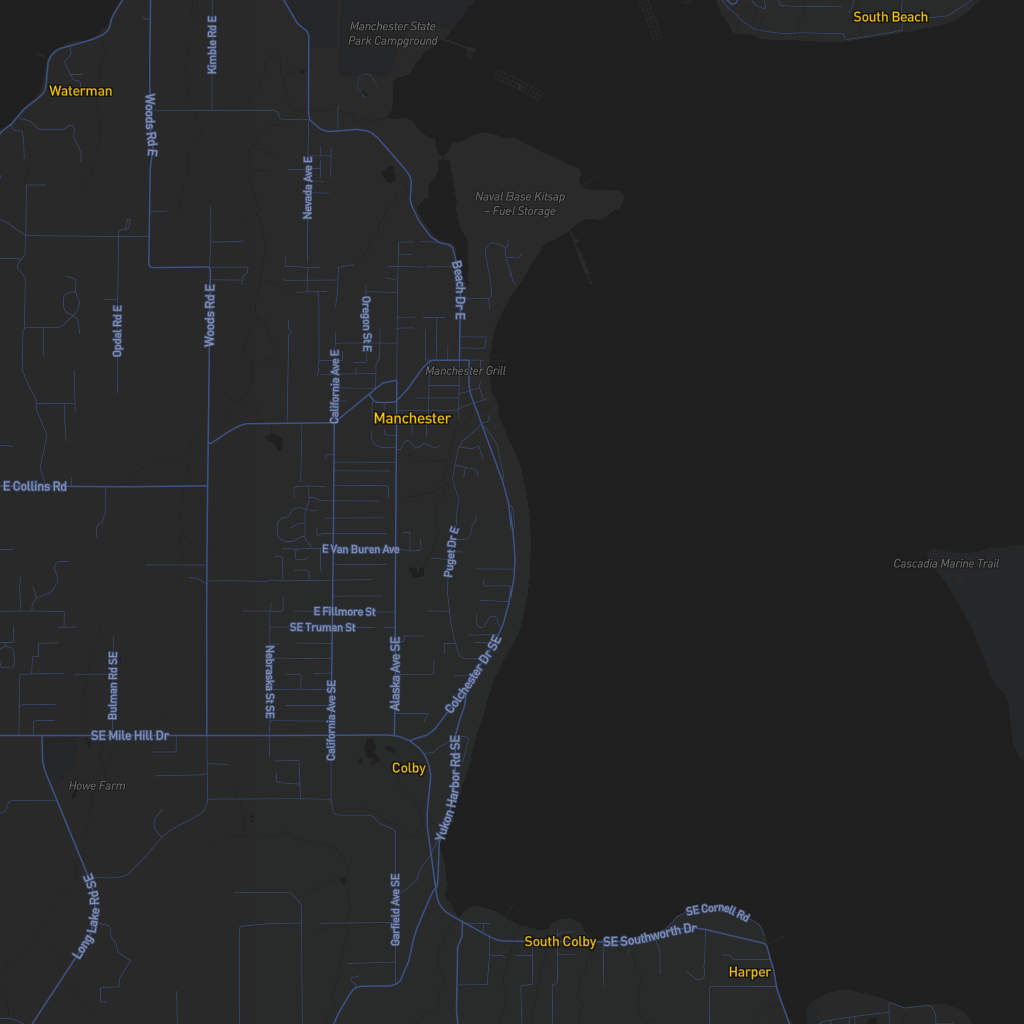 South Beach
Manchester State
Park Campground
Kimble Rd E
Waterman
Woods Rd E
Nevada Ave E
Naval Base Kitsap
– Fuel Storage
Beach Dr E
Woods Rd E
Opdal Rd E
Oregon St E
California Ave E
Manchester Grill
Manchester
E Collins Rd
E Van Buren Ave
Puget Dr E
Cascadia Marine Trail
E Fillmore St
SE Truman St
Nebraska St SE
Bulman Rd SE
Alaska Ave SE
Colchester Dr SE
California Ave SE
SE Mile Hill Dr
Colby
Yukon Harbor Rd SE
Howe Farm
Long Lake Rd SE
Garfield Ave SE
SE Cornell Rd
South Colby
SE Southworth Dr
Harper